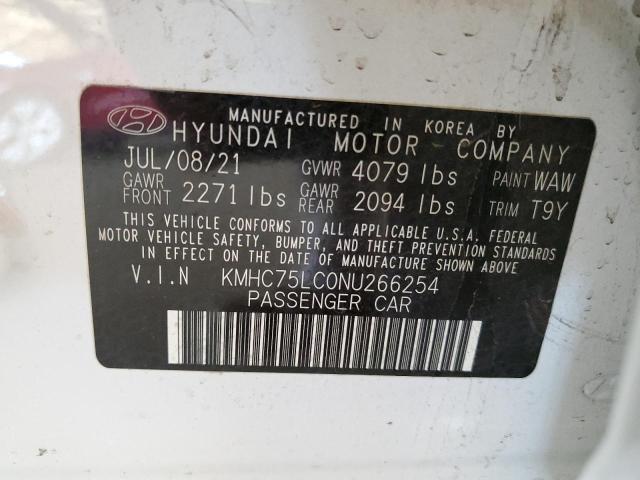 MANUFACTURED IN KOREA BY
HYUNDAI MOTOR COMPANY
JUL/08/21 GVWR 4079 lbs PAINT WAW
GAWR FRONT 2271 lbs GAWR REAR 2094 lbs TRIM T9Y
THIS VEHICLE CONFORMS TO ALL APPLICABLE U.S.A. FEDERAL
MOTOR VEHICLE SAFETY, BUMPER, AND THEFT PREVENTION STANDARDS
IN EFFECT ON THE DATE OF MANUFACTURE SHOWN ABOVE.
V.I.N KMHC75LC0NU266254
PASSENGER CAR